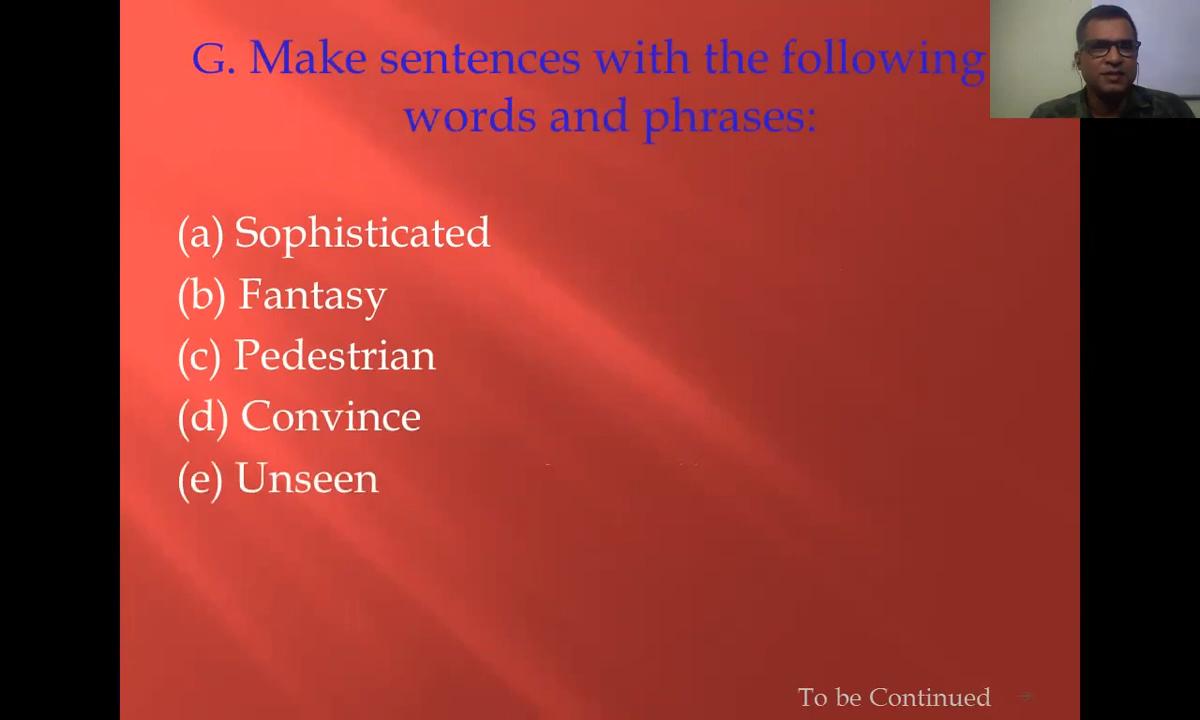 G. Make sentences with the following
words and phrases:
(a) Sophisticated
(b) Fantasy
(c) Pedestrian
(d) Convince
(e) Unseen
To be Continued →